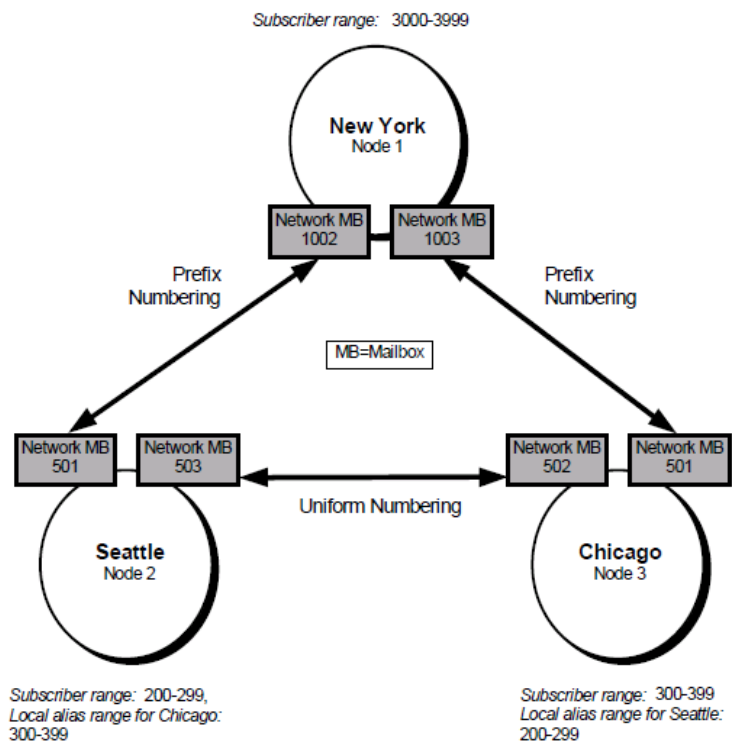 Subscriber range: 3000-3999
New York
Node 1
Network MB
1002
Network MB
1003
Prefix
Numbering
Prefix
Numbering
MB=Mailbox
Network MB
501
Network MB
503
Network MB
502
Network MB
501
Uniform Numbering
Seattle
Node 2
Chicago
Node 3
Subscriber range: 200-299,
Local alias range for Chicago:
300-399
Subscriber range: 300-399
Local alias range for Seattle:
200-299